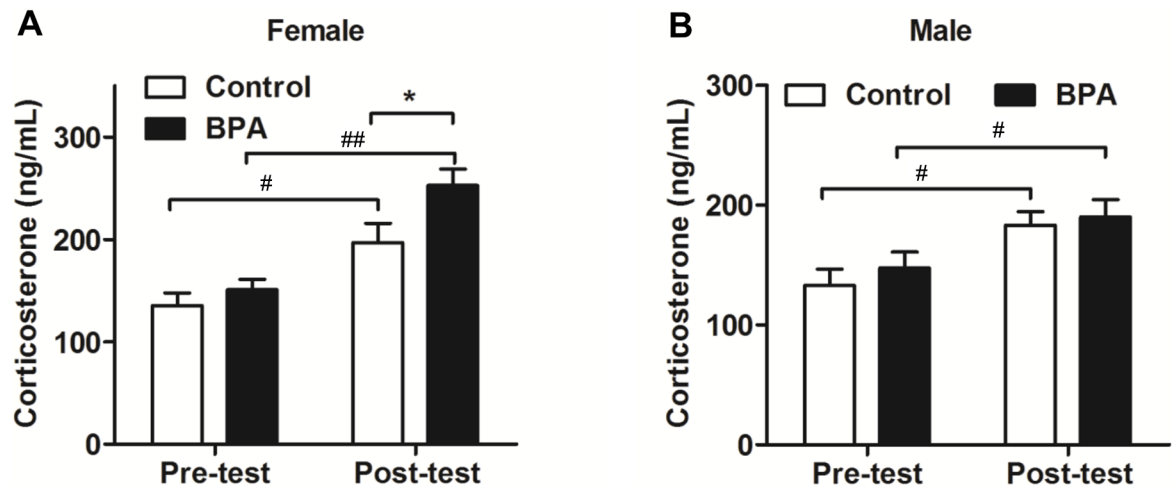 A
Female
Control
BPA
*
##
#
Corticosterone (ng/mL)
300
200
100
0
Pre-test
Post-test
B
Male
Control
BPA
#
#
Corticosterone (ng/mL)
300
200
100
0
Pre-test
Post-test